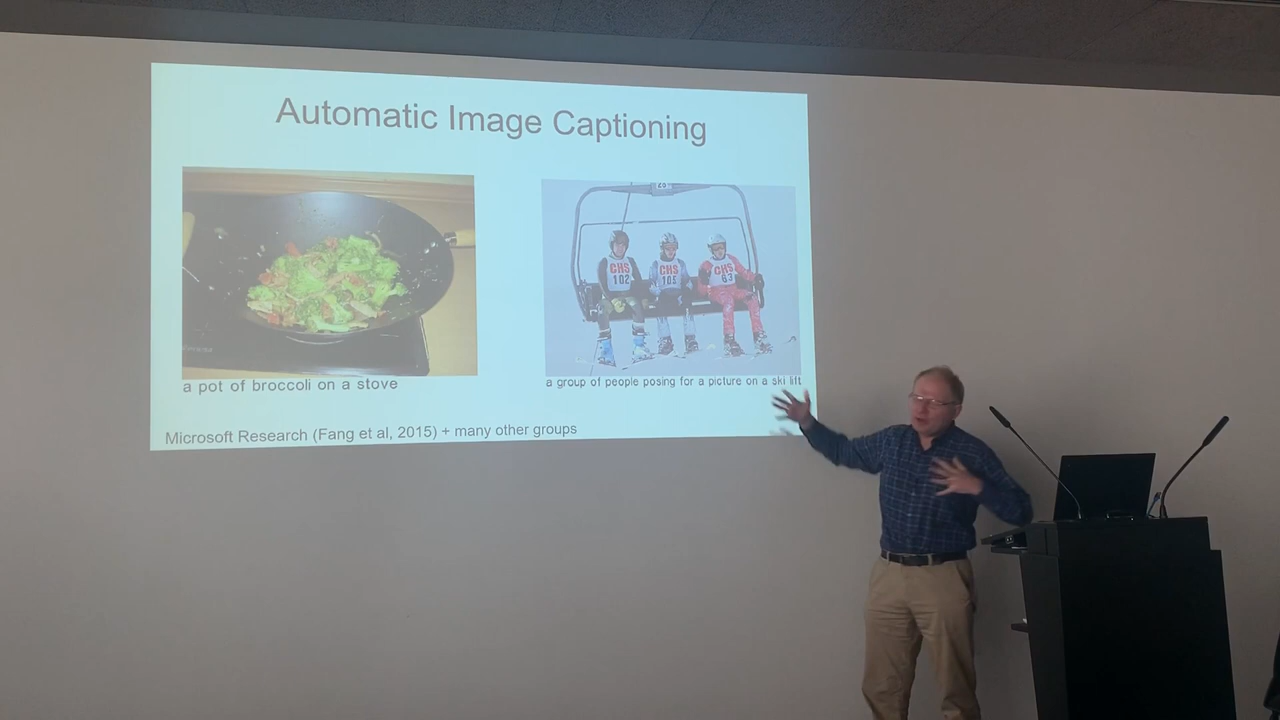 Automatic Image Captioning
28
CHS
102
CHS
105
CHS
63
a pot of broccoli on a stove
a group of people posing for a picture on a ski lift
Microsoft Research (Fang et al, 2015) + many other groups